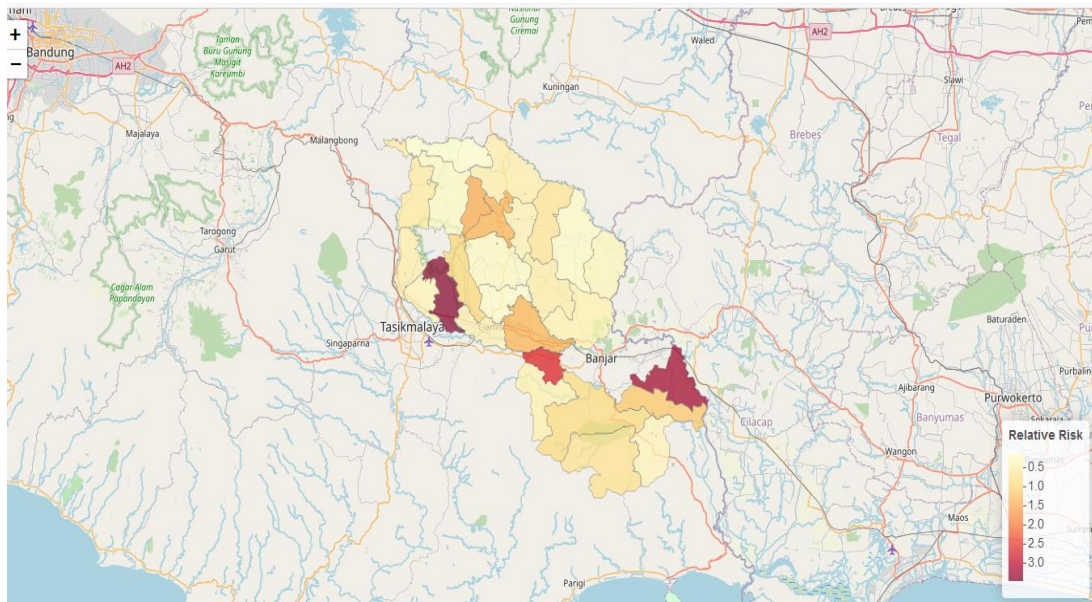 +
−
Bandung
AH2
Taman
Buru Gunung
Masigit
Kareumbi
Nasional
Gunung
Ciremai
Waled
AH2
Slawi
Kuningan
Majalaya
Malangbong
Brebes
Tegal
Tarogong
Garut
Cagar Alam
Papandayan
Baturaden
Tasikmalaya
Singaparna
Banjar
Ajibarang
Purwokerto
Purbaling
Cilacap
Banyumas
Wangon
Maos
Parigi
Relative Risk
0.5
1.0
1.5
2.0
2.5
3.0